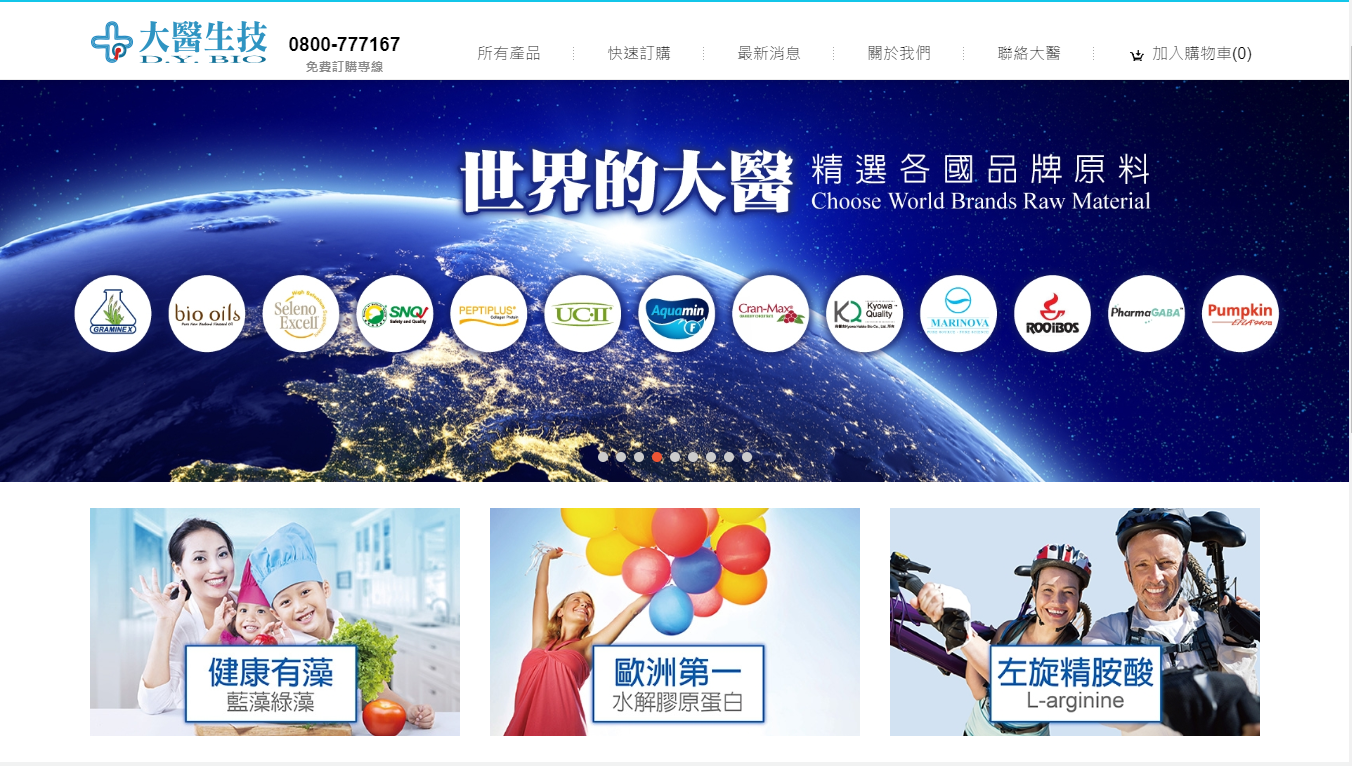 大醫生技
D.Y. BIO
0800-777167
免費訂購專線
所有產品
快速訂購
最新消息
關於我們
聯絡大醫
加入購物車(0)
世界的大醫
精選各國品牌原料
Choose World Brands Raw Material
GRAMINEX
bio oils
High Selenium Yeast
Seleno
Excell
SNQ
Safety and Quality
PEPTIPLUS
Collagen Protein
UC-II
Aquamin
F
Cran-Max
KQ
Kyowa
Quality
MARINOVA
ROOiBOS
PharmaGABA
Pumpkin
健康有藻
藍藻綠藻
歐洲第一
水解膠原蛋白
左旋精胺酸
L-arginine